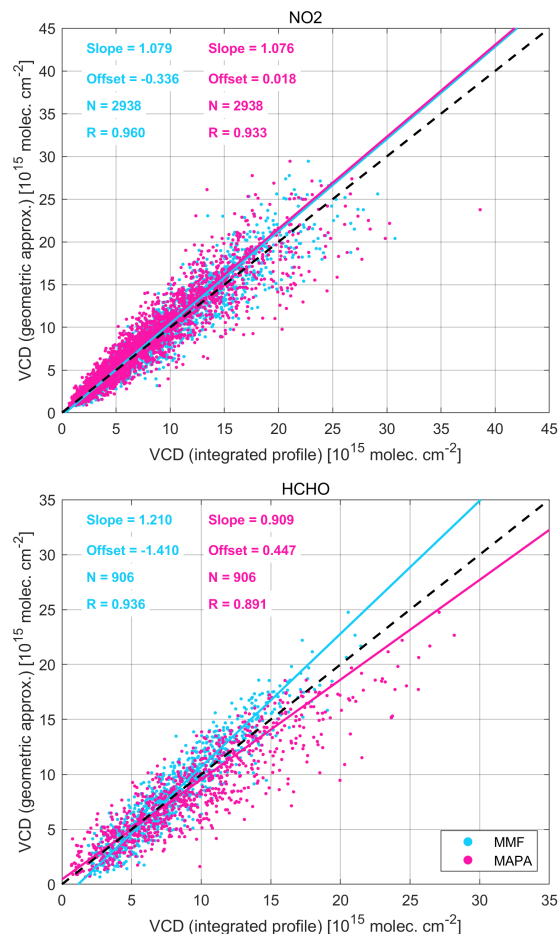 NO2
Slope = 1.079 Slope = 1.076
Offset = -0.336 Offset = 0.018
N = 2938 N = 2938
R = 0.960 R = 0.933
45
40
35
30
25
20
15
10
5
0
VCD (geometric approx.) [10^15 molec. cm^-2]
0 5 10 15 20 25 30 35 40 45
VCD (integrated profile) [10^15 molec. cm^-2]
HCHO
Slope = 1.210 Slope = 0.909
Offset = -1.410 Offset = 0.447
N = 906 N = 906
R = 0.936 R = 0.891
35
30
25
20
15
10
5
0
VCD (geometric approx.) [10^15 molec. cm^-2]
MMF
MAPA
0 5 10 15 20 25 30 35
VCD (integrated profile) [10^15 molec. cm^-2]